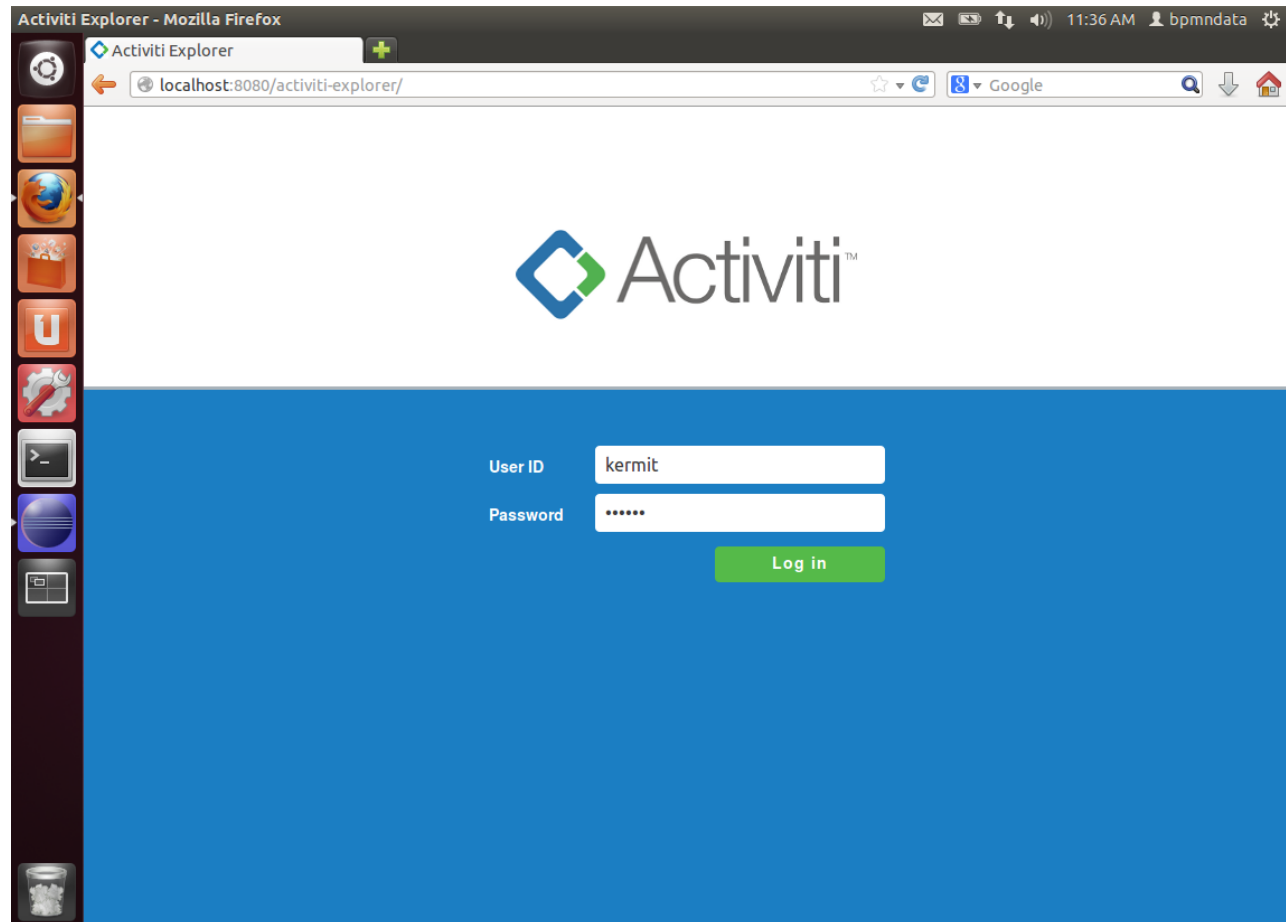 Activiti Explorer - Mozilla Firefox
11:36 AM bpmndata
Activiti Explorer
localhost:8080/activiti-explorer/
Google
Activiti™
User ID kermit
Password ••••••
Log in